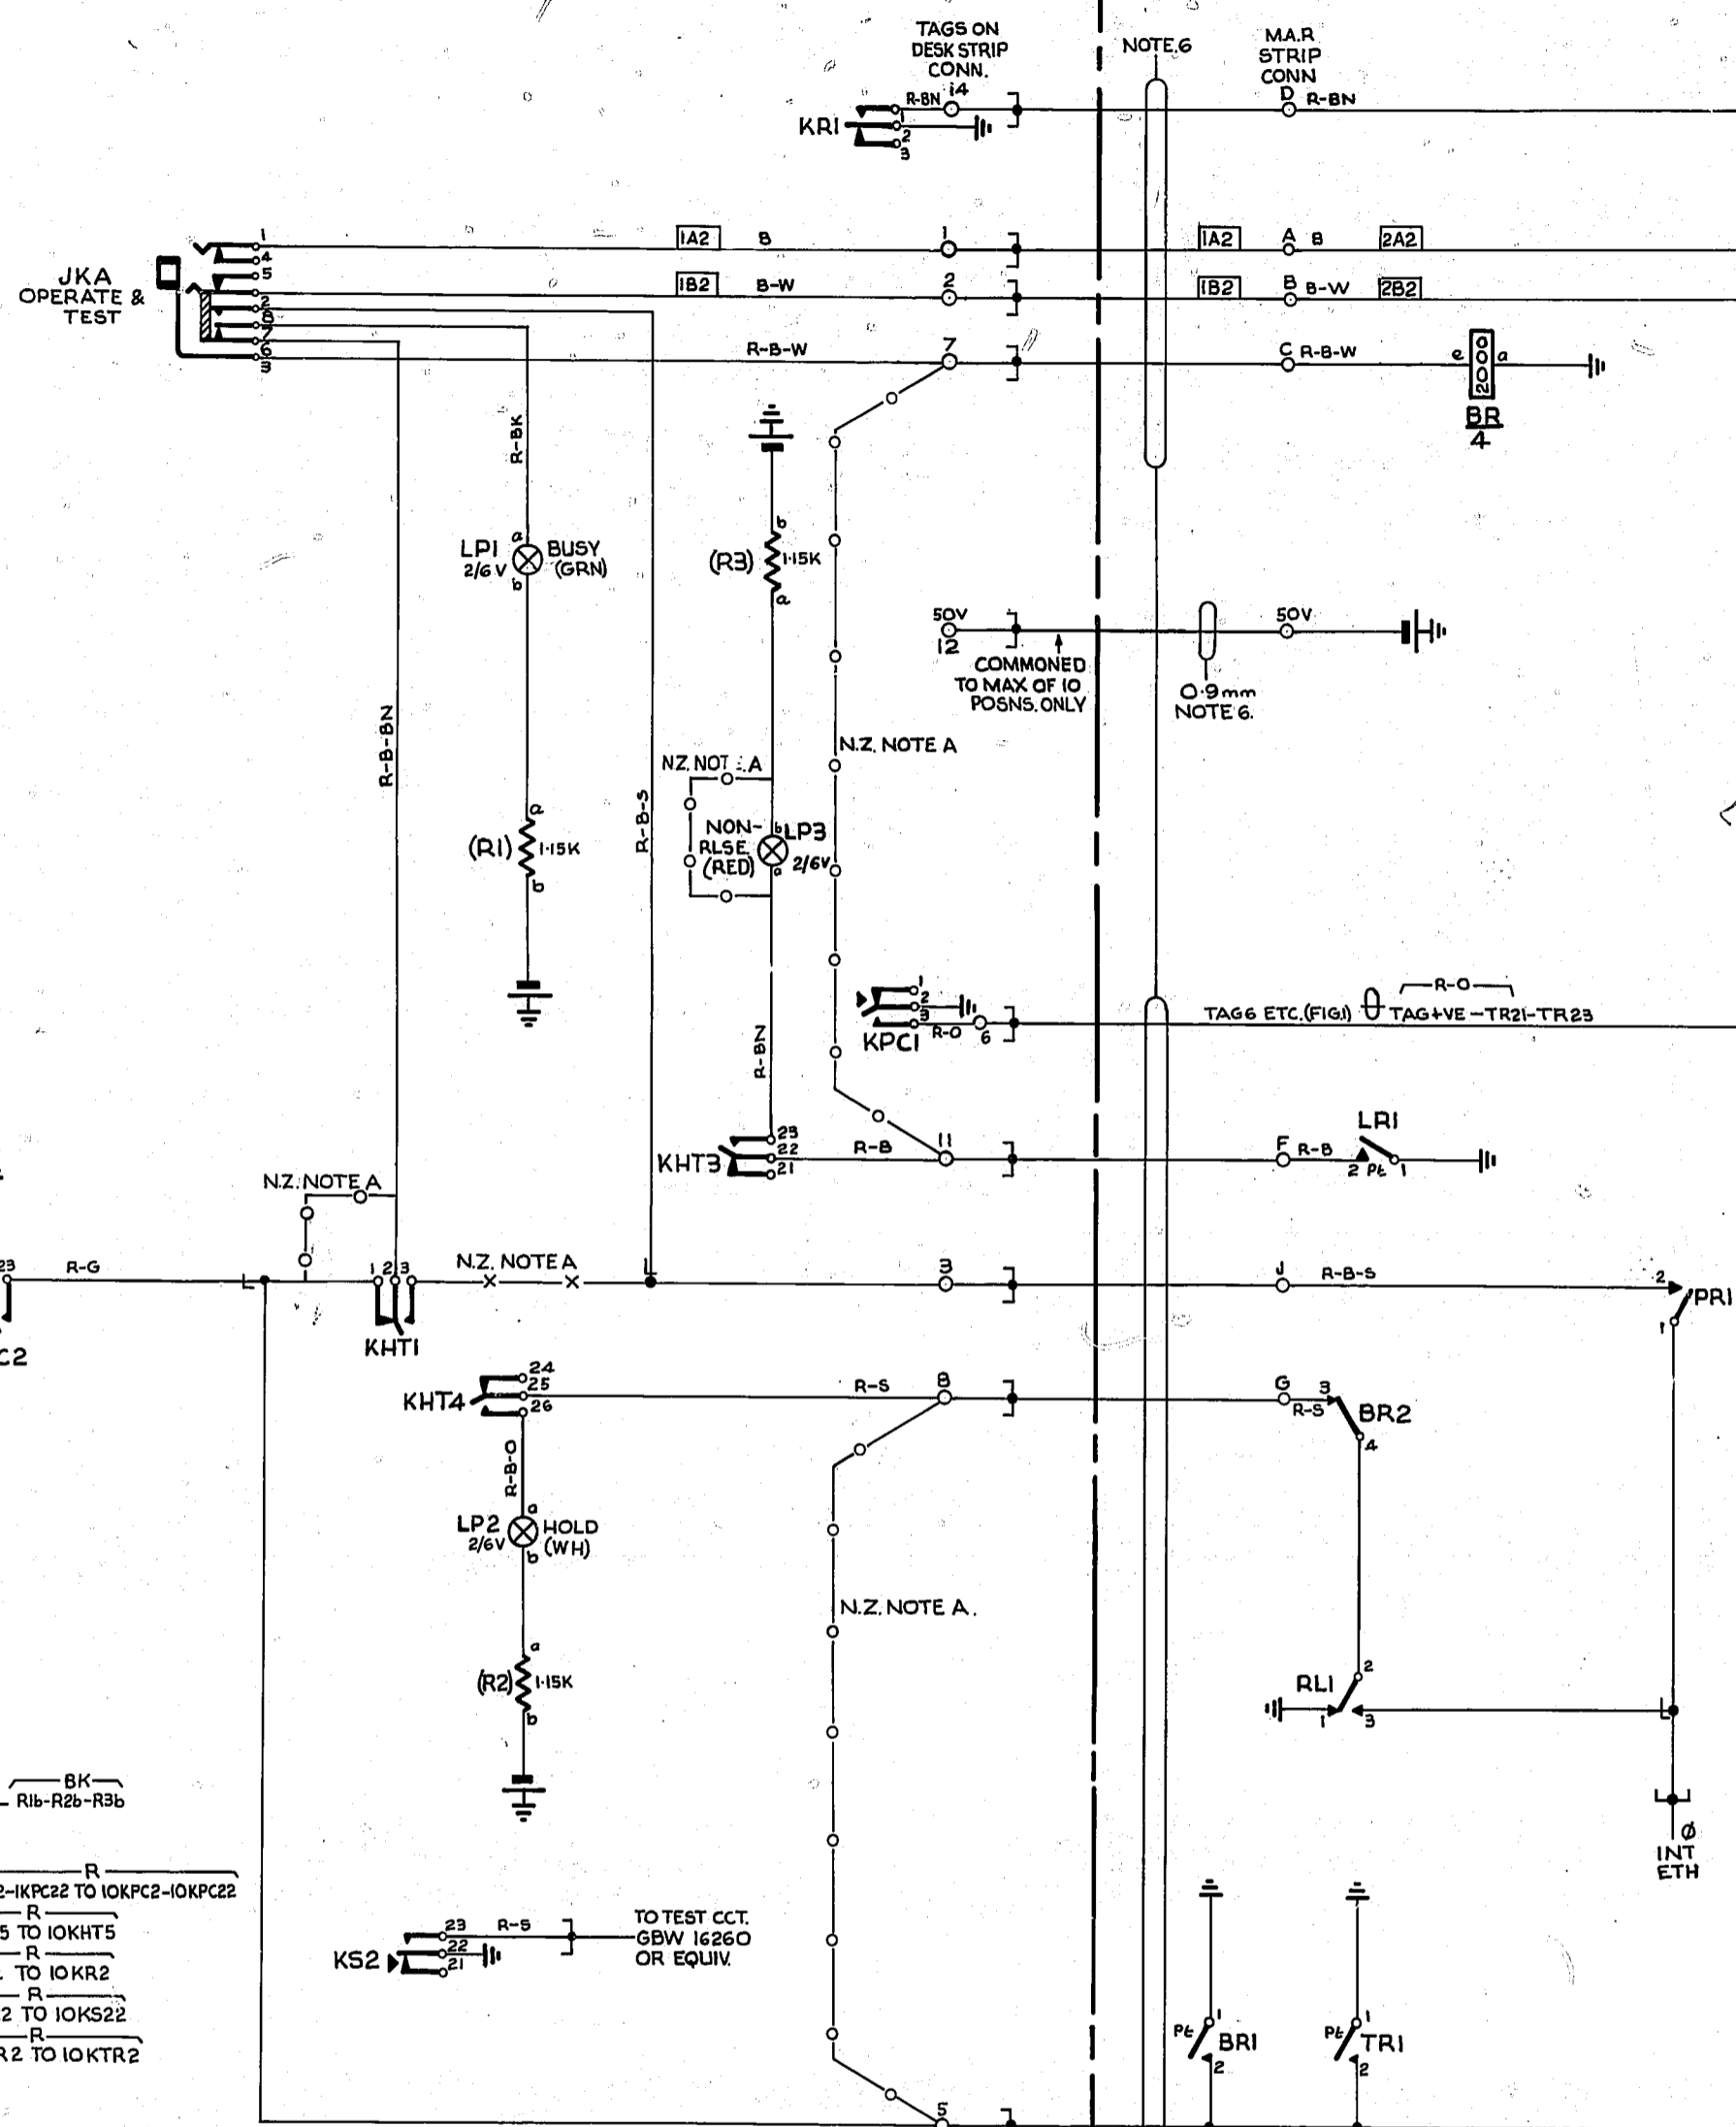 TAGS ON
DESK STRIP
CONN.
14
R-BN
KR1
1
2
3
NOTE.6
M.A.R
STRIP
CONN
D R-BN
JKA
OPERATE &
TEST
1
4
5
2
8
7
6
3
1A2 B 1
1A2 A B 2A2
1B2 B-W 2
1B2 B B-W 2B2
R-B-W 7
C R-B-W e a
BR
4
R-BK
LP1
2/6V
a
b
BUSY
(GRN)
(R3) 1·15K
b
a
50V
12
50V
COMMONED
TO MAX OF 10
POSNS. ONLY
0·9mm
NOTE 6.
R-B-BN
N.Z. NOTE A
R-B-S
(R1) 1·15K
a
b
NON-
RLSE.
(RED)
b LP3
a 2/6V
N.Z. NOTE A
1
2
3
KPC1 R-O 6
TAG6 ETC.(FIG.1)
R-O
TAG+VE-TR21-TR23
R-BN
KHT3
23
22
21
R-B 11
F R-B
LR1
2 Pt 1
N.Z. NOTE A
23 R-G
C2
1 2 3
KHT1
N.Z. NOTE A
3
J R-B-S
2
PR1
1
KHT4
24
25
26
R-S 8
G
R-S
3
BR2
4
R-B-O
LP2
2/6V
a
b
HOLD
(WH)
N.Z. NOTE A.
(R2) 1·15K
a
b
RL1
2
1
3
INT
ETH
BK
R1b-R2b-R3b
R
2-1KPC22 TO 10KPC2-10KPC22
R
5 TO 10KHT5
R
TO 10KR2
R
2 TO 10KS22
R
R2 TO 10KTR2
KS2
23
22
21
R-S
TO TEST CCT.
GBW 16260
OR EQUIV.
Pt
1
BR1
2
Pt
1
TR1
2
5